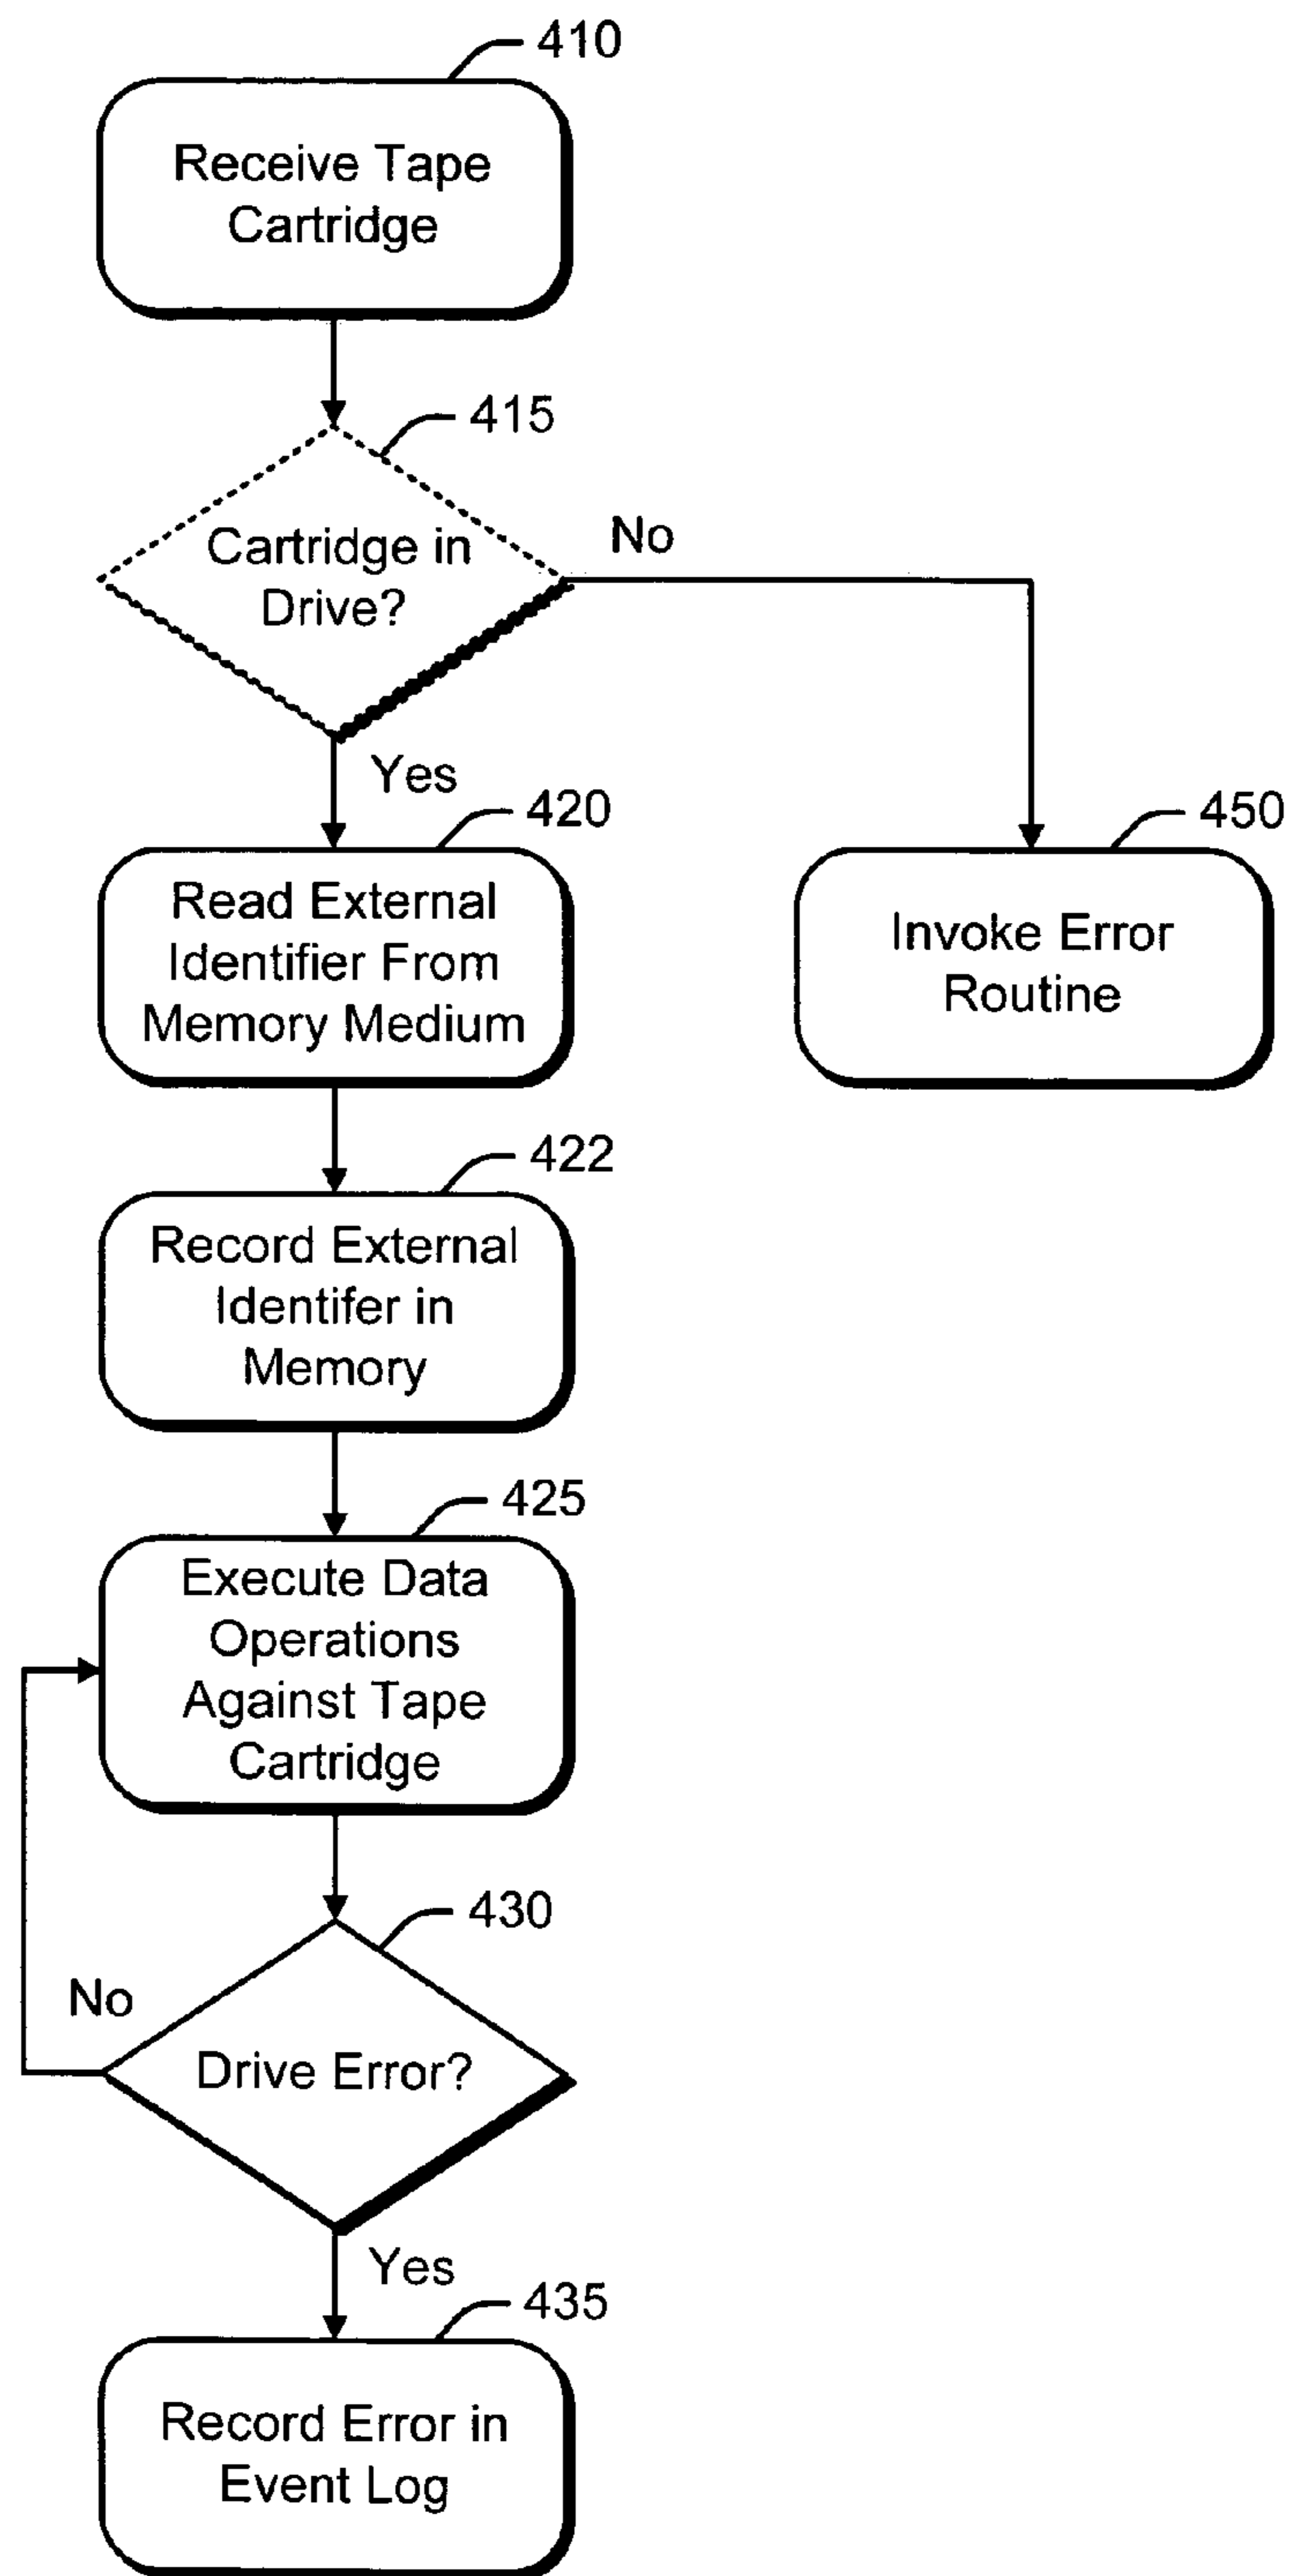 410
Receive Tape
Cartridge
415
Cartridge in
Drive?
No
Yes
420
Read External
Identifier From
Memory Medium
450
Invoke Error
Routine
422
Record External
Identifer in
Memory
425
Execute Data
Operations
Against Tape
Cartridge
430
No
Drive Error?
Yes
435
Record Error in
Event Log